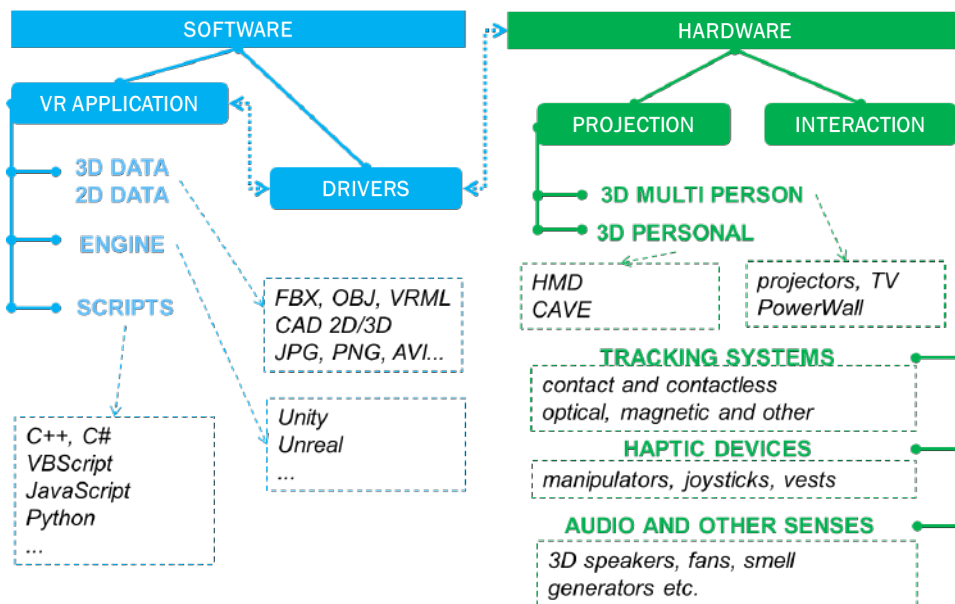 SOFTWARE
VR APPLICATION
DRIVERS
3D DATA
2D DATA
ENGINE
SCRIPTS
FBX, OBJ, VRML
CAD 2D/3D
JPG, PNG, AVI...
Unity
Unreal
...
C++, C#
VBScript
JavaScript
Python
...
HARDWARE
PROJECTION
INTERACTION
3D MULTI PERSON
3D PERSONAL
HMD
CAVE
projectors, TV
PowerWall
TRACKING SYSTEMS
contact and contactless
optical, magnetic and other
HAPTIC DEVICES
manipulators, joysticks, vests
AUDIO AND OTHER SENSES
3D speakers, fans, smell
generators etc.